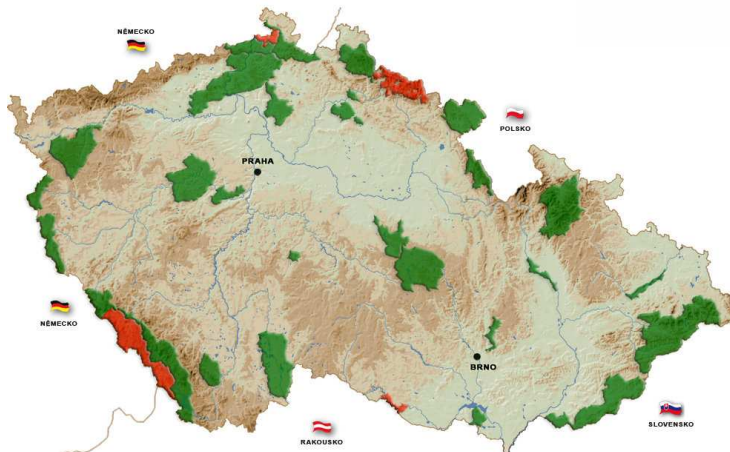 NĚMECKO
POLSKO
PRAHA
NĚMECKO
BRNO
RAKOUSKO
SLOVENSKO